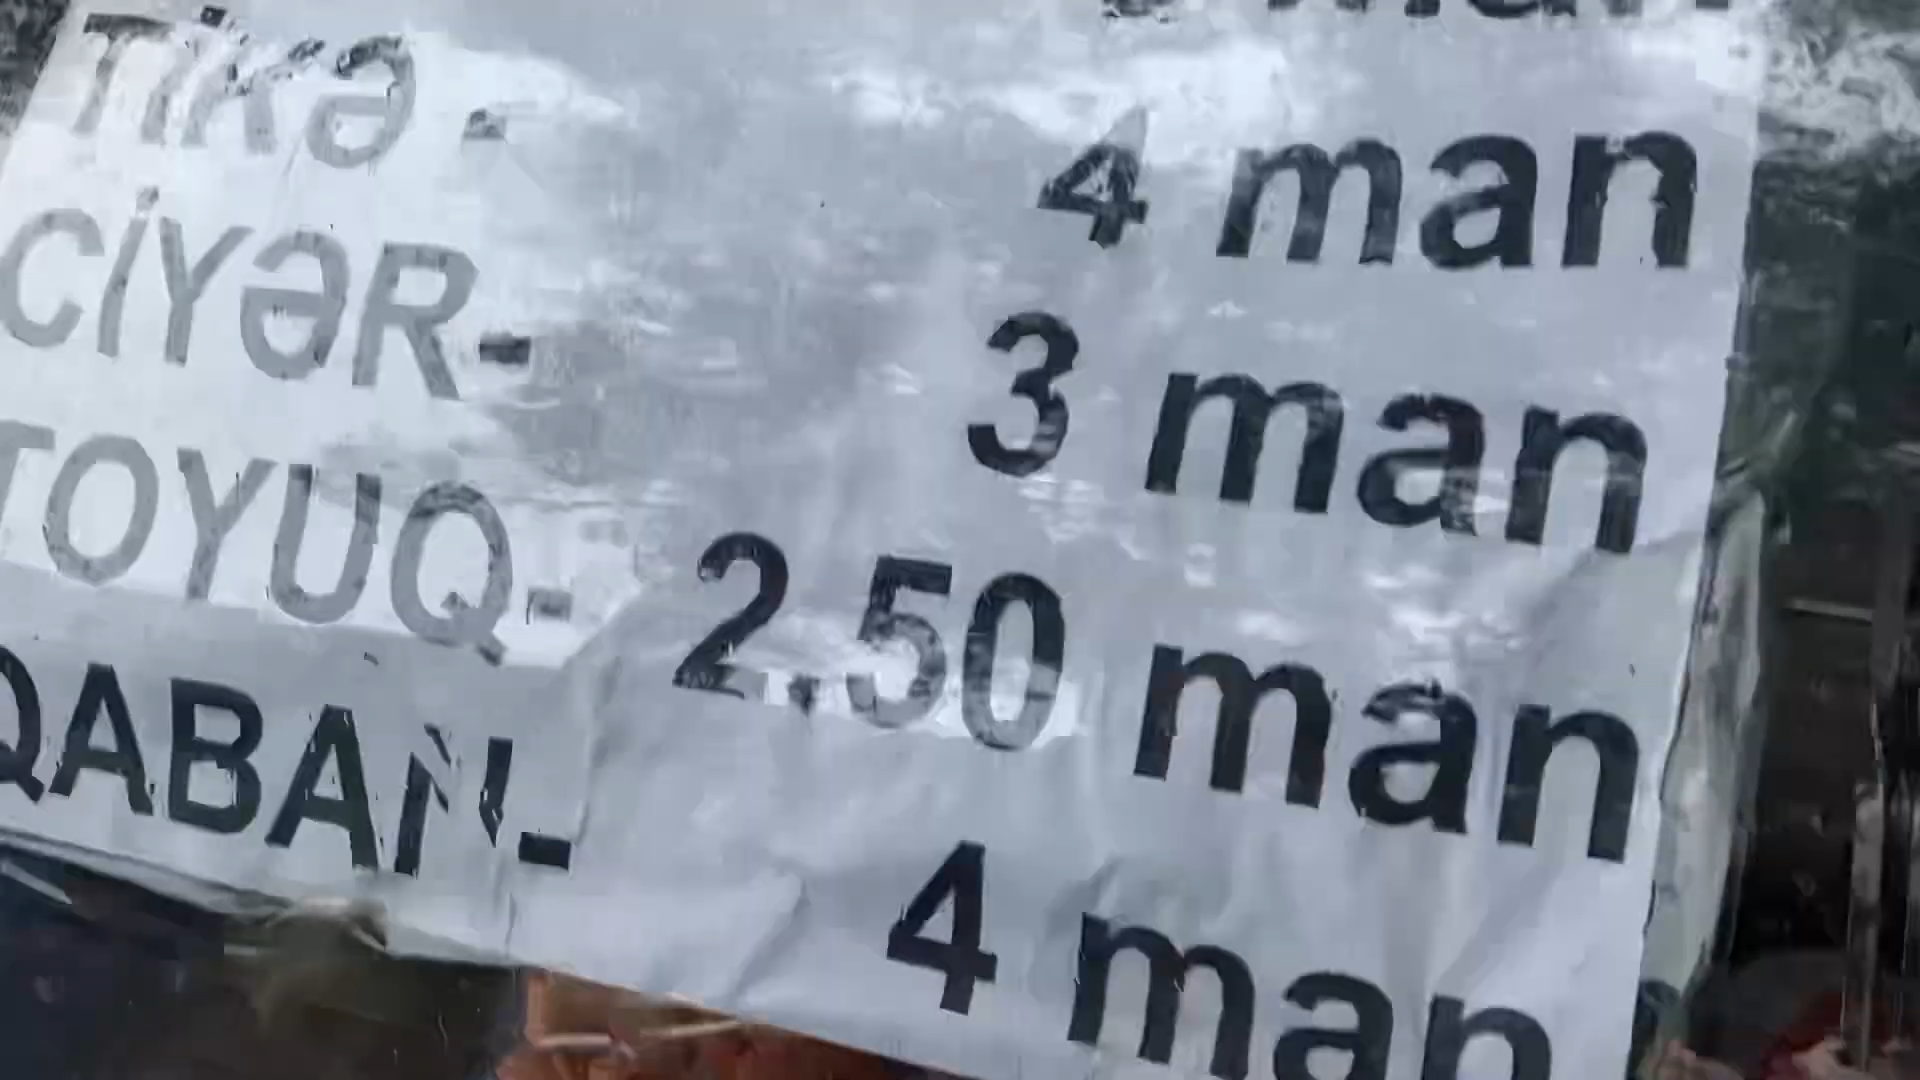 TİKƏ - 4 man
CİYƏR- 3 man
TOYUQ- 2.50 man
QABAN- 4 man